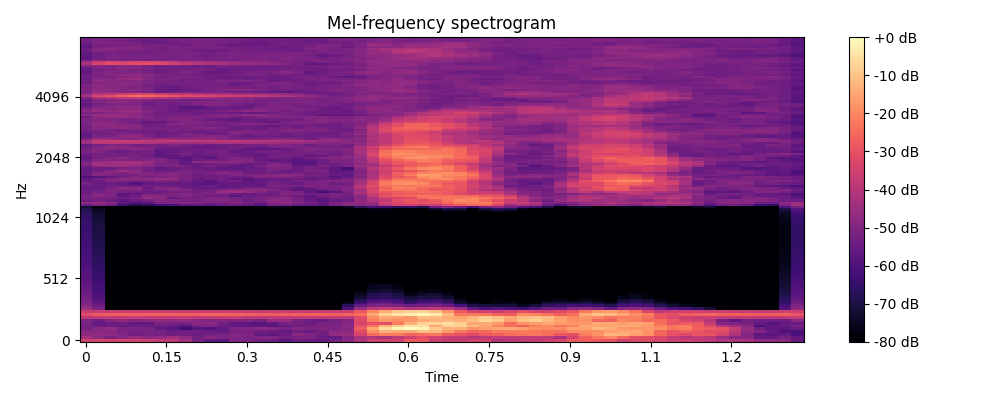 Mel-frequency spectrogram
Hz
4096
2048
1024
512
0
0 0.15 0.3 0.45 0.6 0.75 0.9 1.1 1.2
Time
+0 dB
-10 dB
-20 dB
-30 dB
-40 dB
-50 dB
-60 dB
-70 dB
-80 dB